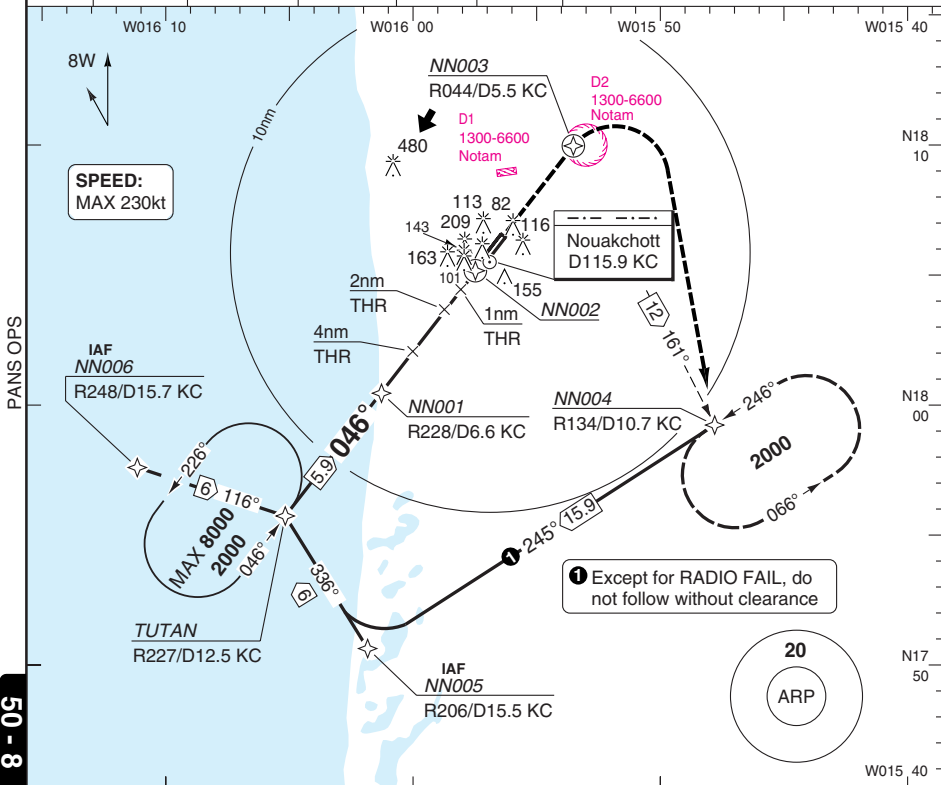 W016 10
W016 00
W015 50
W015 40
8W
NN003
R044/D5.5 KC
D2
1300-6600
Notam
D1
1300-6600
Notam
10nm
480
N18
10
SPEED:
MAX 230kt
113
82
209
116
143
163
101
155
Nouakchott
D115.9 KC
2nm
THR
1nm
THR
NN002
4nm
THR
12
161°
PANS OPS
IAF
NN006
R248/D15.7 KC
NN001
R228/D6.6 KC
NN004
R134/D10.7 KC
N18
00
246°
2000
066°
046°
5.9
226°
6
116°
MAX 8000
2000
046°
245°
15.9
1
336°
6
1 Except for RADIO FAIL, do
not follow without clearance
TUTAN
R227/D12.5 KC
IAF
NN005
R206/D15.5 KC
20
ARP
N17
50
50 - 8
W015 40